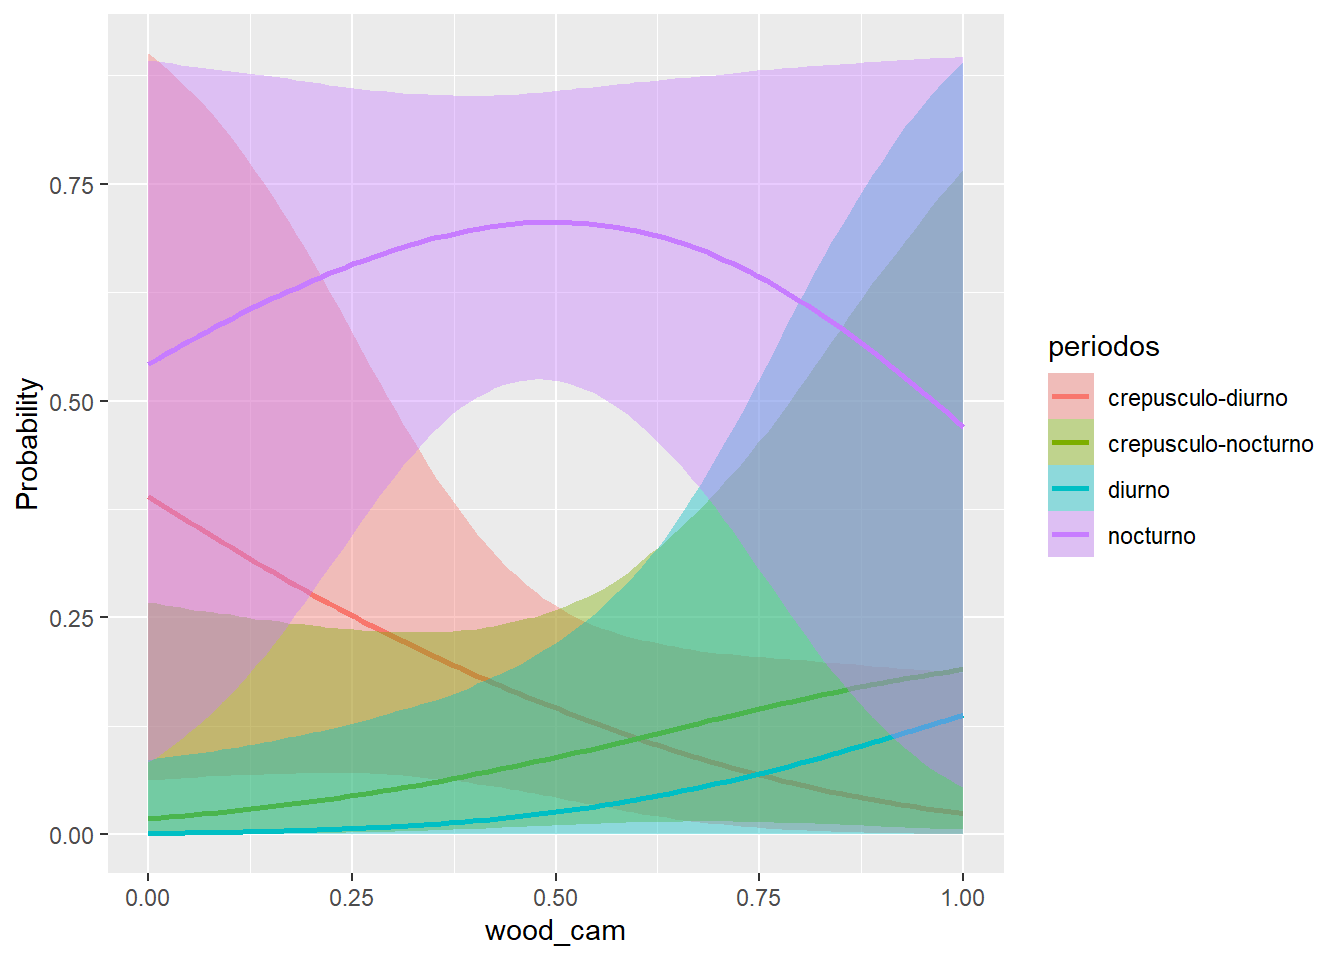 Probability
0.75
0.50
0.25
0.00
0.00 0.25 0.50 0.75 1.00
wood_cam
periodos
crepusculo-diurno
crepusculo-nocturno
diurno
nocturno